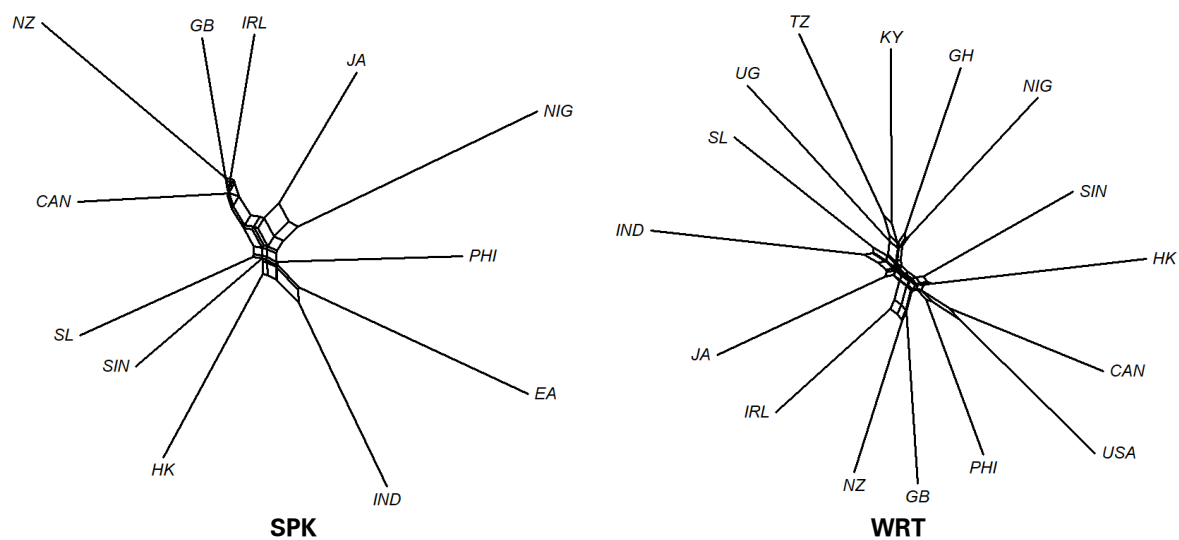 NZ
GB
IRL
JA
NIG
CAN
PHI
SL
SIN
EA
HK
IND
SPK
TZ
KY
GH
UG
NIG
SL
SIN
IND
HK
JA
CAN
IRL
USA
PHI
NZ
GB
WRT